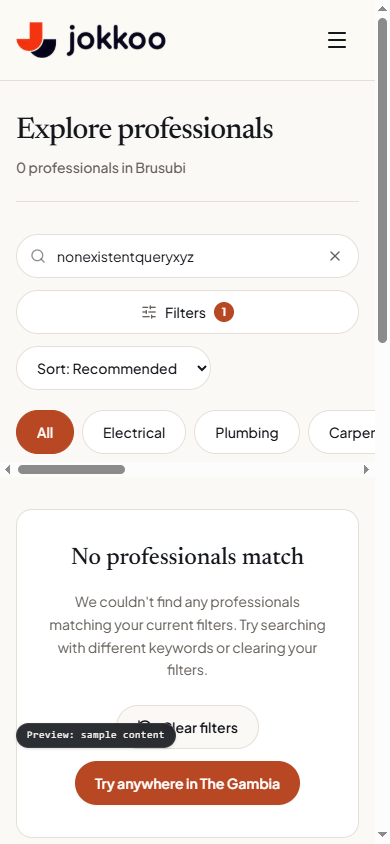 jokkoo
Explore professionals
0 professionals in Brusubi
nonexistentqueryxyz
Filters 1
Sort: Recommended
All Electrical Plumbing
No professionals match
We couldn't find any professionals
matching your current filters. Try searching
with different keywords or clearing your
filters.
Clear filters
Preview: sample content
Try anywhere in The Gambia